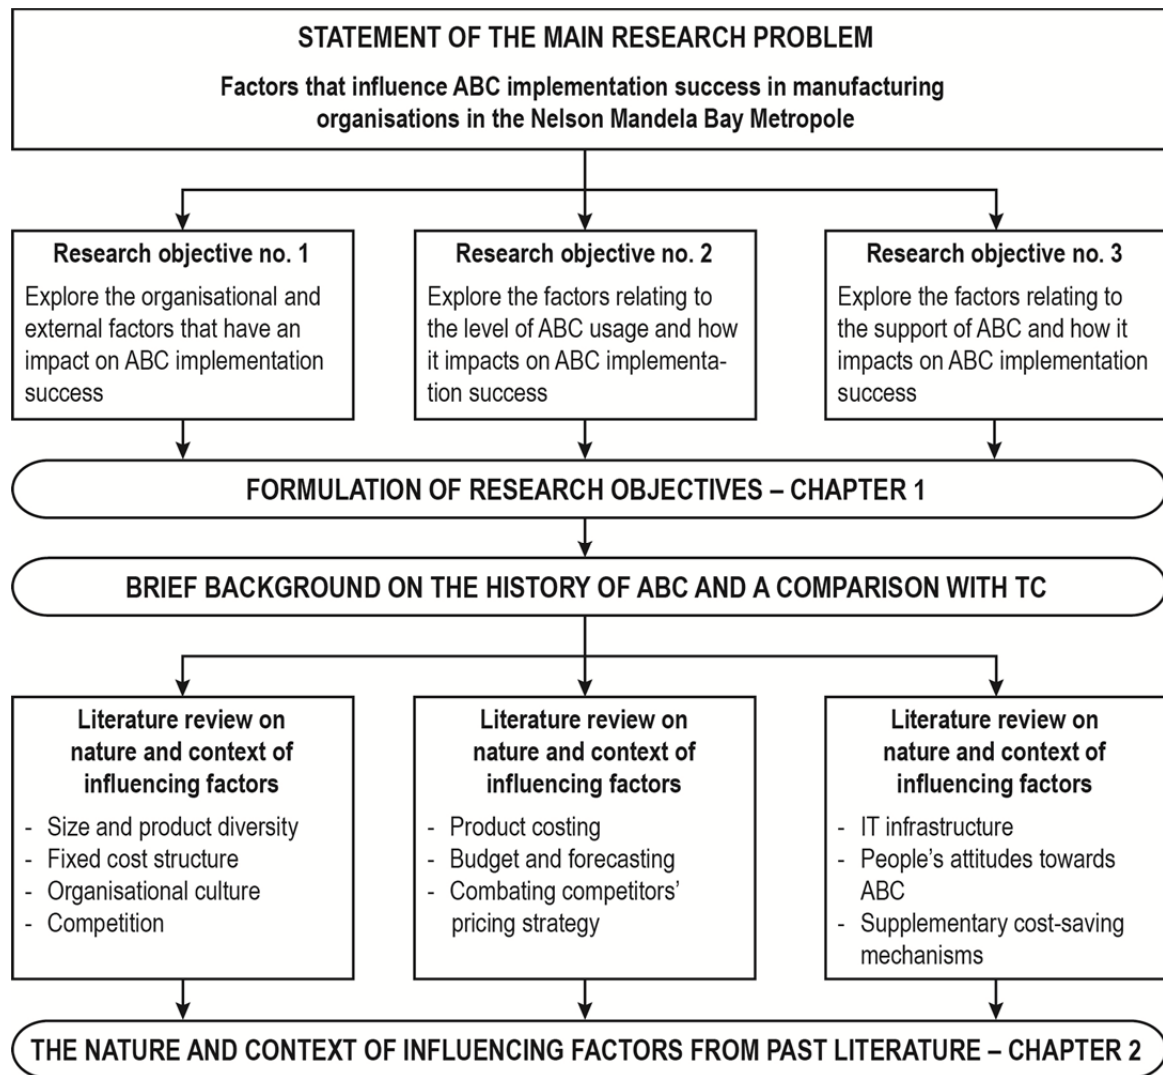 STATEMENT OF THE MAIN RESEARCH PROBLEM
Factors that influence ABC implementation success in manufacturing
organisations in the Nelson Mandela Bay Metropole
Research objective no. 1
Explore the organisational and
external factors that have an
impact on ABC implementation
success
Research objective no. 2
Explore the factors relating to
the level of ABC usage and how
it impacts on ABC implementa-
tion success
Research objective no. 3
Explore the factors relating to
the support of ABC and how it
impacts on ABC implementation
success
FORMULATION OF RESEARCH OBJECTIVES – CHAPTER 1
BRIEF BACKGROUND ON THE HISTORY OF ABC AND A COMPARISON WITH TC
Literature review on
nature and context of
influencing factors
- Size and product diversity
- Fixed cost structure
- Organisational culture
- Competition
Literature review on
nature and context of
influencing factors
- Product costing
- Budget and forecasting
- Combating competitors’
pricing strategy
Literature review on
nature and context of
influencing factors
- IT infrastructure
- People’s attitudes towards
ABC
- Supplementary cost-saving
mechanisms
THE NATURE AND CONTEXT OF INFLUENCING FACTORS FROM PAST LITERATURE – CHAPTER 2